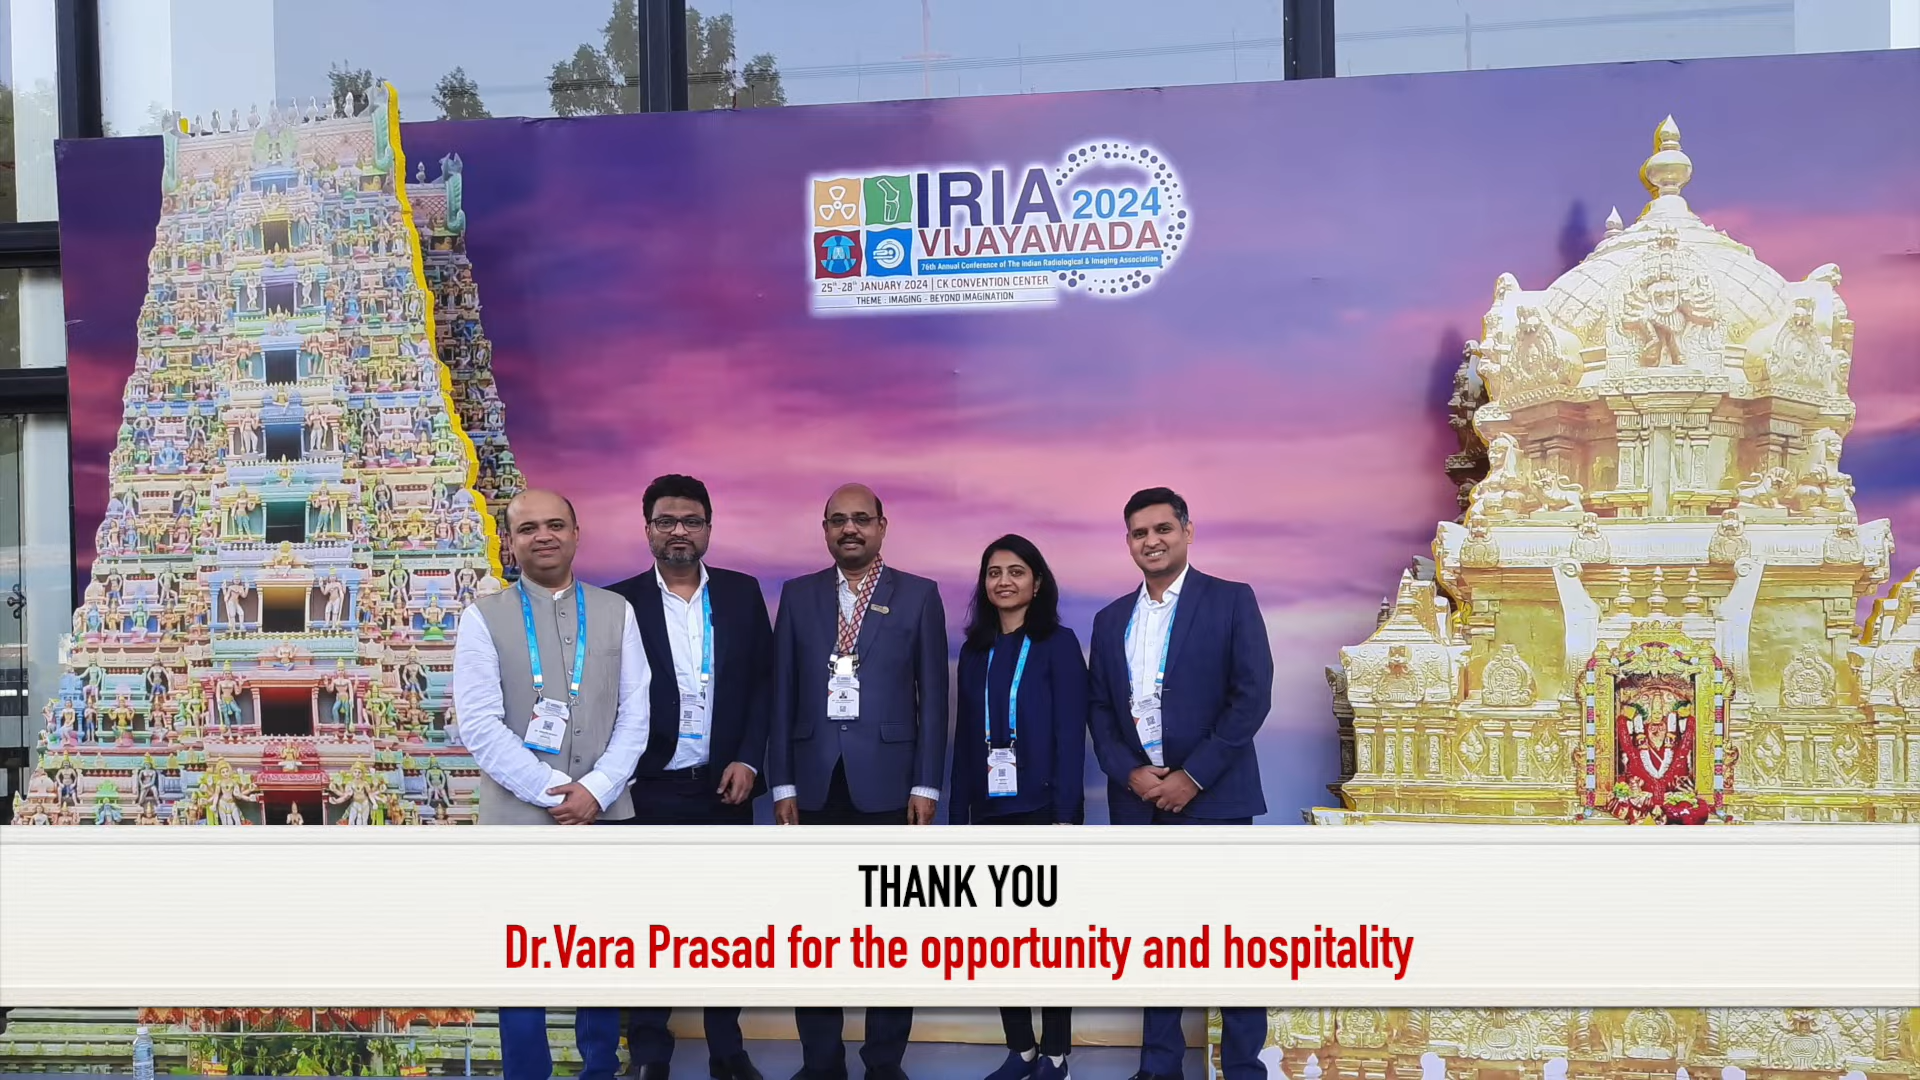 IRIA 2024
VIJAYAWADA
76th Annual Conference of The Indian Radiological & Imaging Association
25th-28th JANUARY 2024 | CK CONVENTION CENTER
THEME : IMAGING - BEYOND IMAGINATION
THANK YOU
Dr.Vara Prasad for the opportunity and hospitality